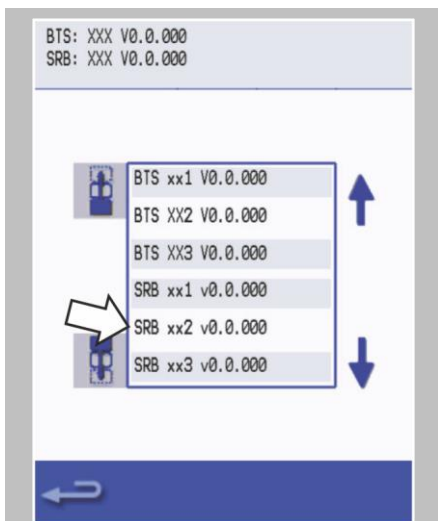 BTS: XXX V0.0.000
SRB: XXX V0.0.000
BTS xx1 V0.0.000
BTS XX2 V0.0.000
BTS XX3 V0.0.000
SRB xx1 v0.0.000
SRB xx2 v0.0.000
SRB xx3 v0.0.000